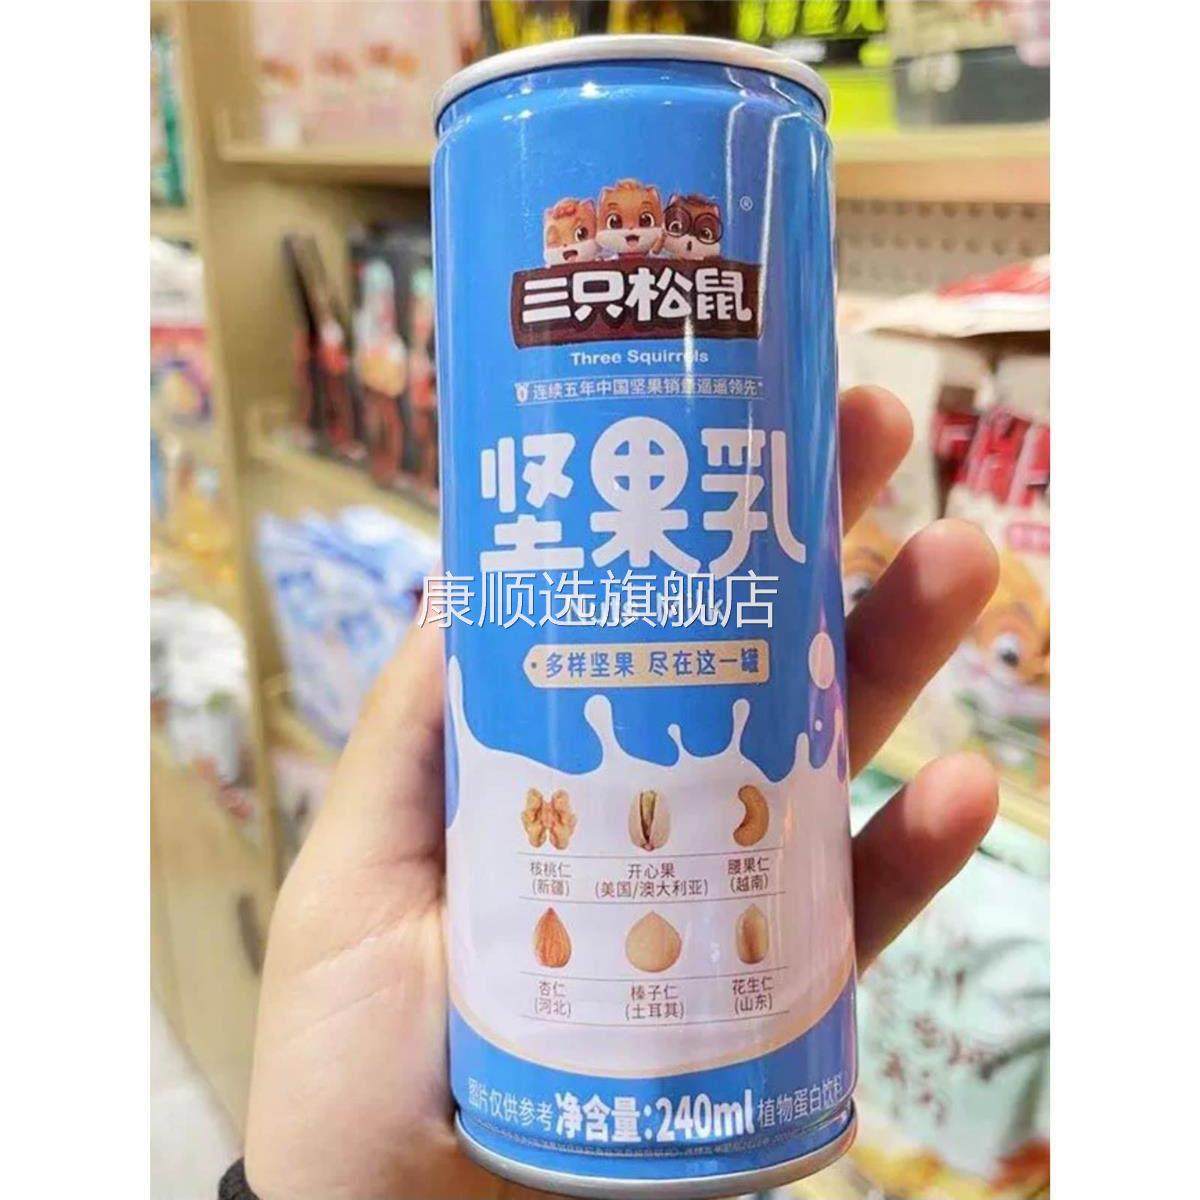 ®
三只松鼠
Three Squirrels
连续五年中国坚果销量遥遥领先*
坚果乳
Nuts Milk
康顺选旗舰店
多样坚果 尽在这一罐
核桃仁 开心果 腰果仁
(新疆) (美国/澳大利亚) (越南)
杏仁 榛子仁 花生仁
(河北) (土耳其) (山东)
图片仅供参考 净含量:240ml 植物蛋白饮料